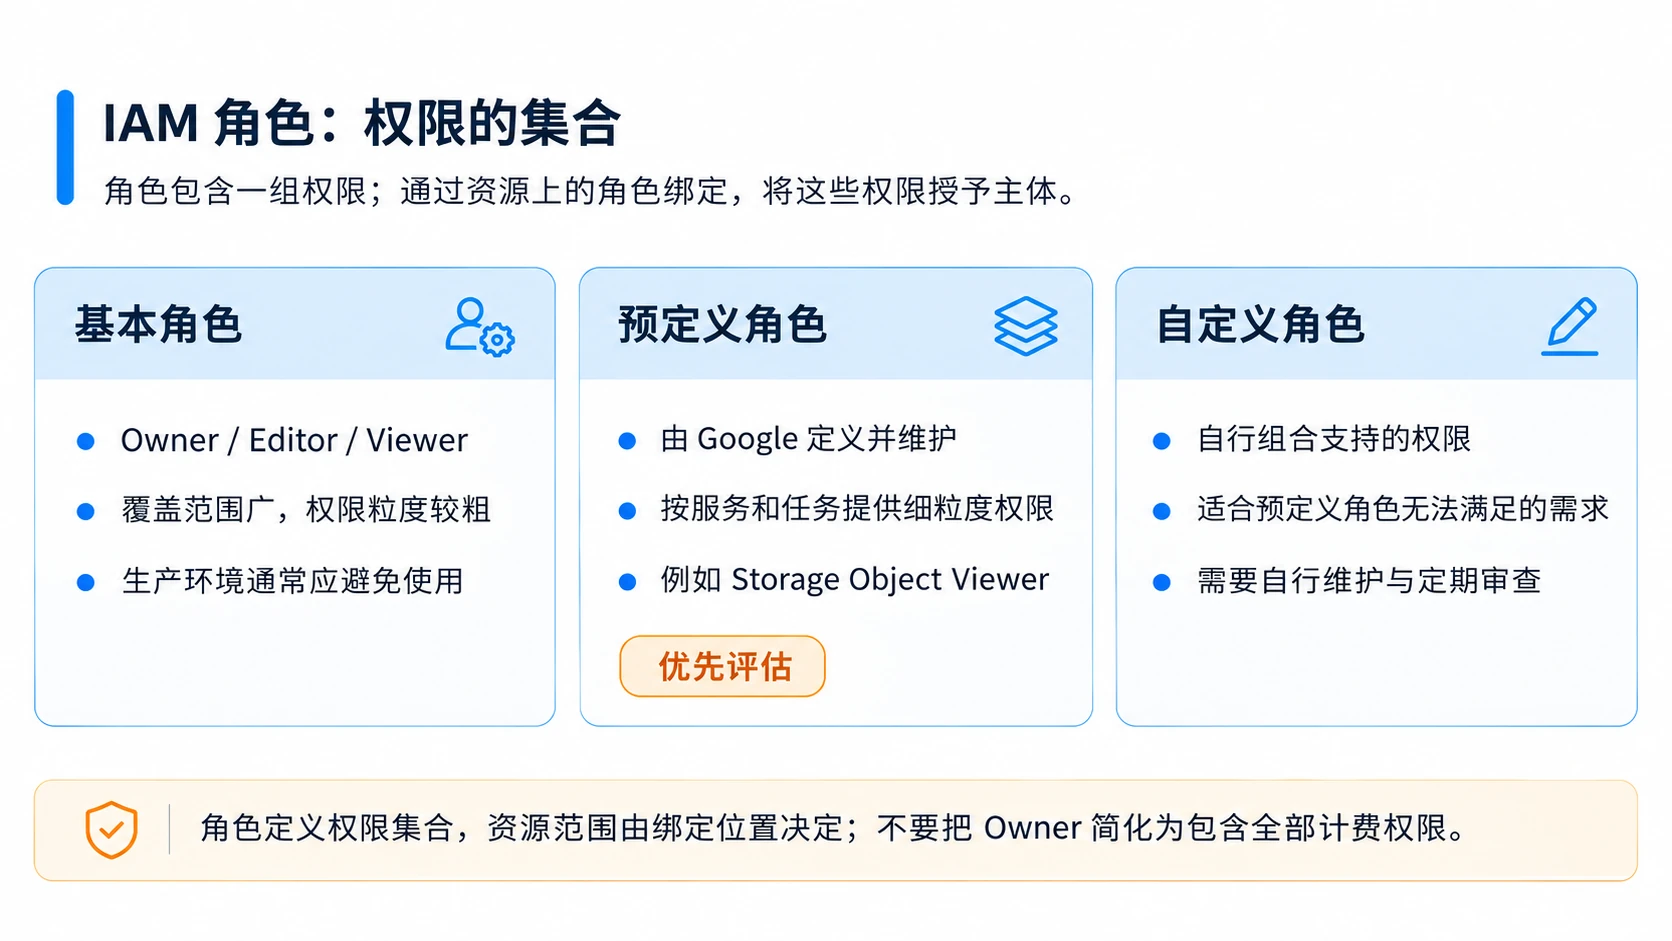 IAM 角色：权限的集合
角色包含一组权限；通过资源上的角色绑定，将这些权限授予主体。
基本角色
Owner / Editor / Viewer
覆盖范围广，权限粒度较粗
生产环境通常应避免使用
预定义角色
由 Google 定义并维护
按服务和任务提供细粒度权限
例如 Storage Object Viewer
优先评估
自定义角色
自行组合支持的权限
适合预定义角色无法满足的需求
需要自行维护与定期审查
角色定义权限集合，资源范围由绑定位置决定；不要把 Owner 简化为包含全部计费权限。